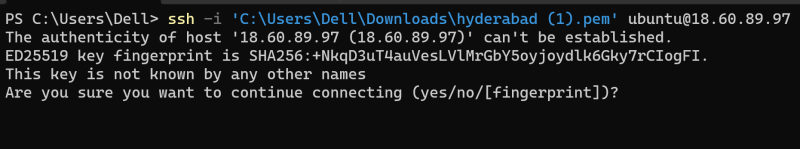 PS C:\Users\Dell> ssh -i 'C:\Users\Dell\Downloads\hyderabad (1).pem' ubuntu@18.60.89.97
The authenticity of host '18.60.89.97 (18.60.89.97)' can't be established.
ED25519 key fingerprint is SHA256:+NkqD3uT4auVesLVlMrGbY5oyjoydlk6Gky7rCIogFI.
This key is not known by any other names
Are you sure you want to continue connecting (yes/no/[fingerprint])?